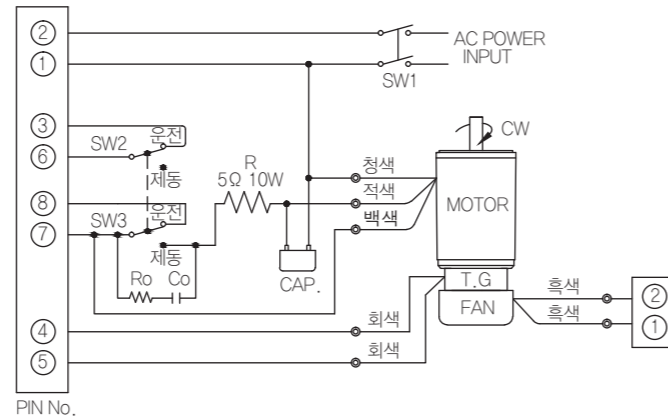 ②
①
AC POWER
INPUT
SW1
③
⑥
SW2
운전
제동
⑧
⑦
SW3
운전
제동
R
5Ω 10W
Ro
Co
CAP.
청색
적색
백색
CW
MOTOR
T.G
FAN
④
회색
⑤
회색
흑색
②
흑색
①
PIN No.